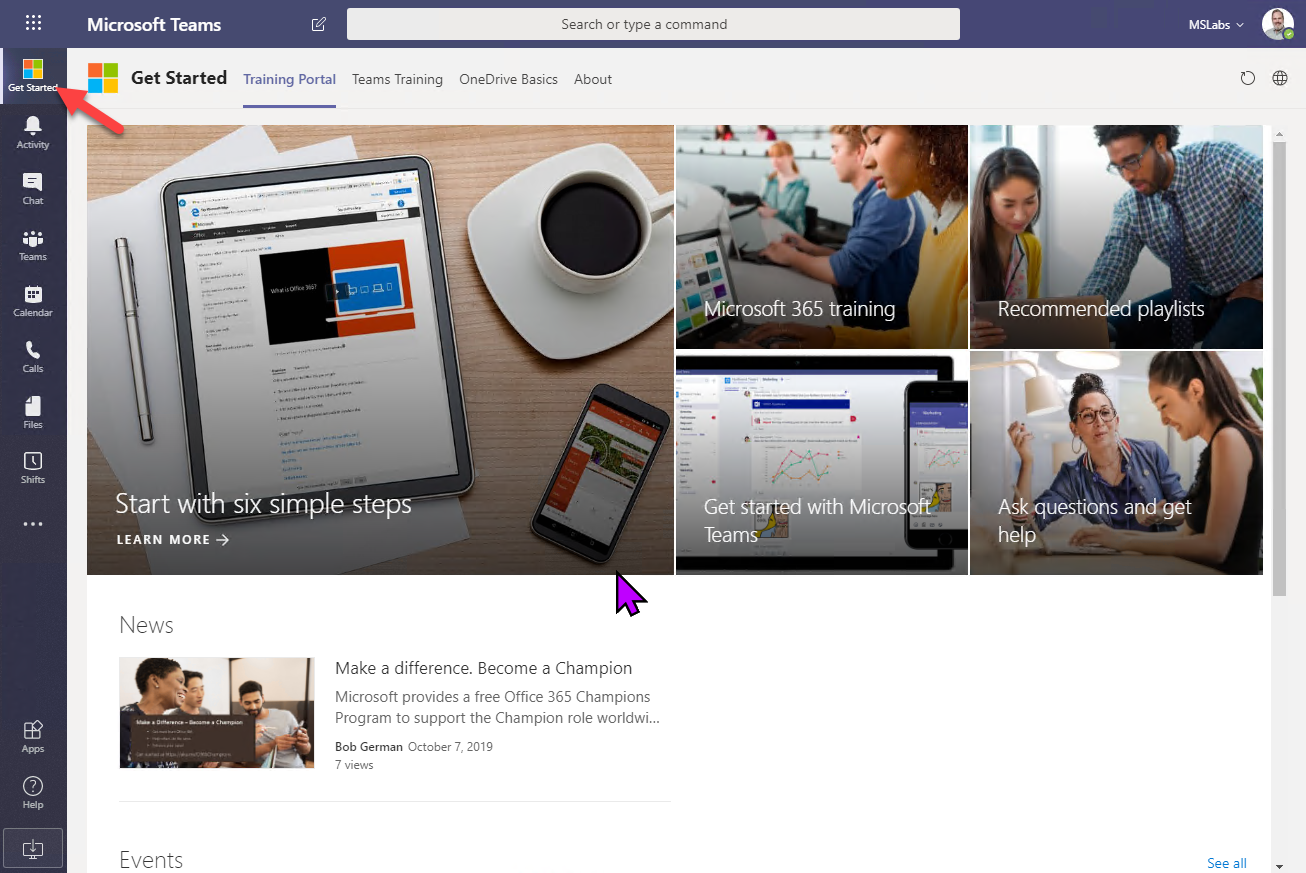 Microsoft Teams
Search or type a command
MSLabs
Get Started
Activity
Chat
Teams
Calendar
Calls
Files
Shifts
Apps
Help
Get Started
Training Portal
Teams Training
OneDrive Basics
About
What is Office 365?
Start with six simple steps
LEARN MORE →
Microsoft 365 training
Recommended playlists
Get started with Microsoft
Teams
Ask questions and get
help
News
Make a Difference – Become a Champion
Make a difference. Become a Champion
Microsoft provides a free Office 365 Champions
Program to support the Champion role worldwi...
Bob German October 7, 2019
7 views
Events
See all